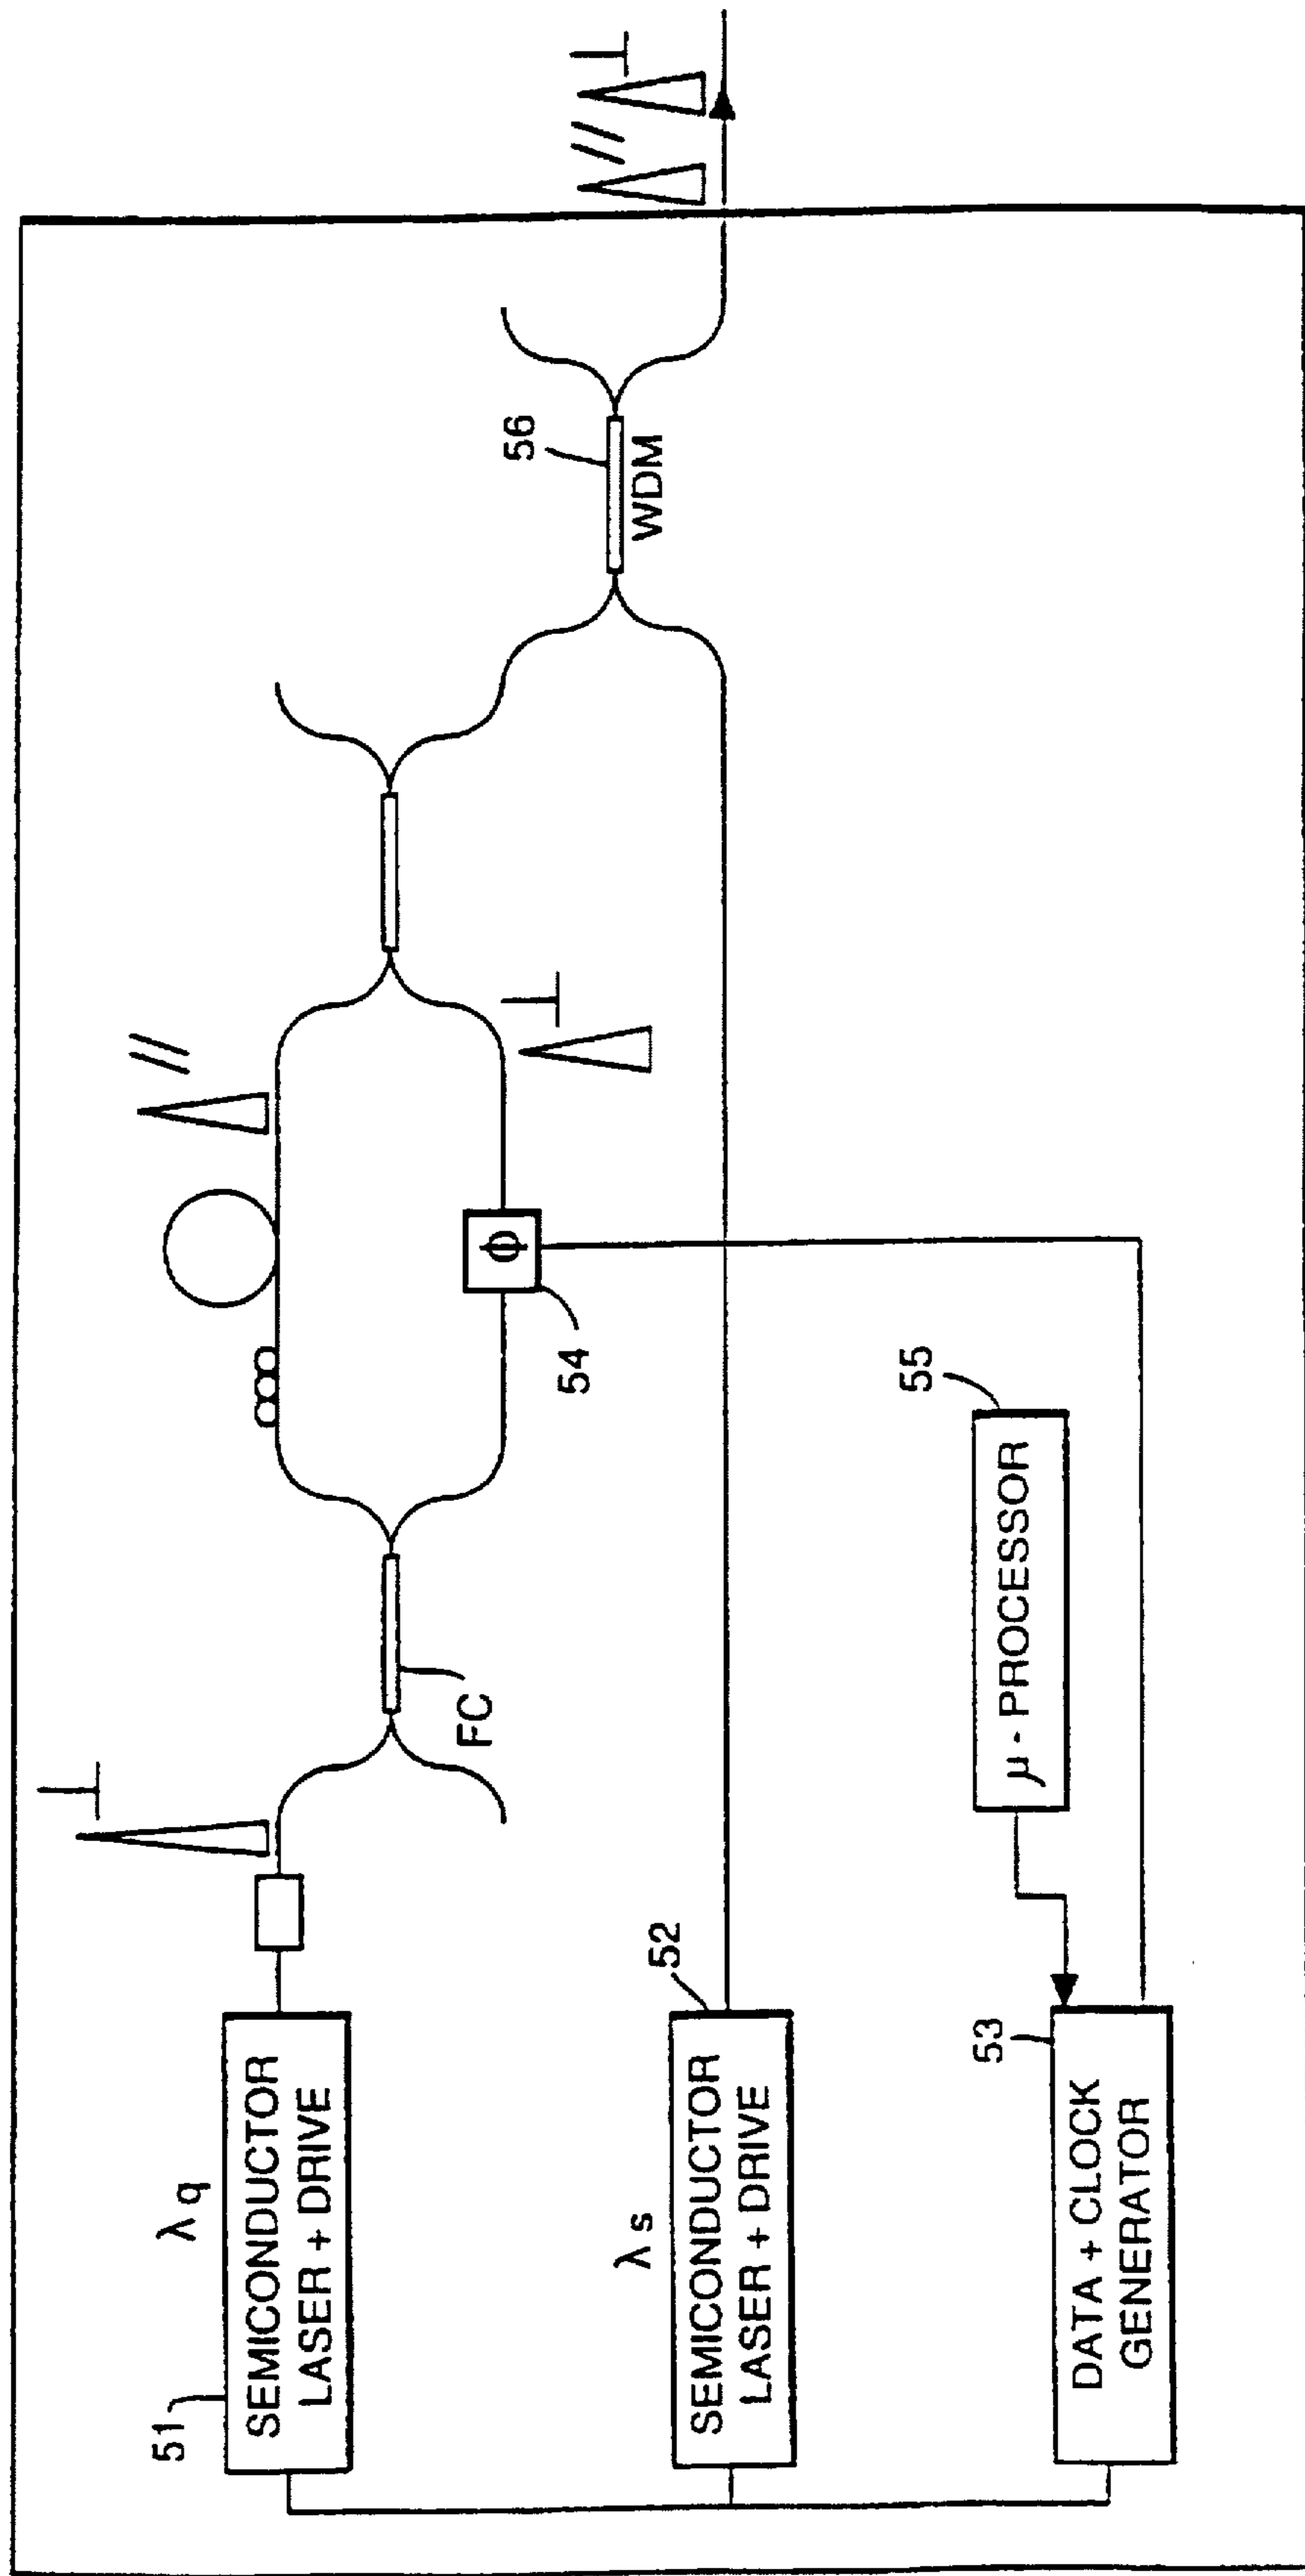 λq
51
SEMICONDUCTOR
LASER + DRIVE
⊥
FC
//
54
Φ
⊥
λs
52
SEMICONDUCTOR
LASER + DRIVE
56
WDM
//
⊥
53
DATA + CLOCK
GENERATOR
55
μ - PROCESSOR